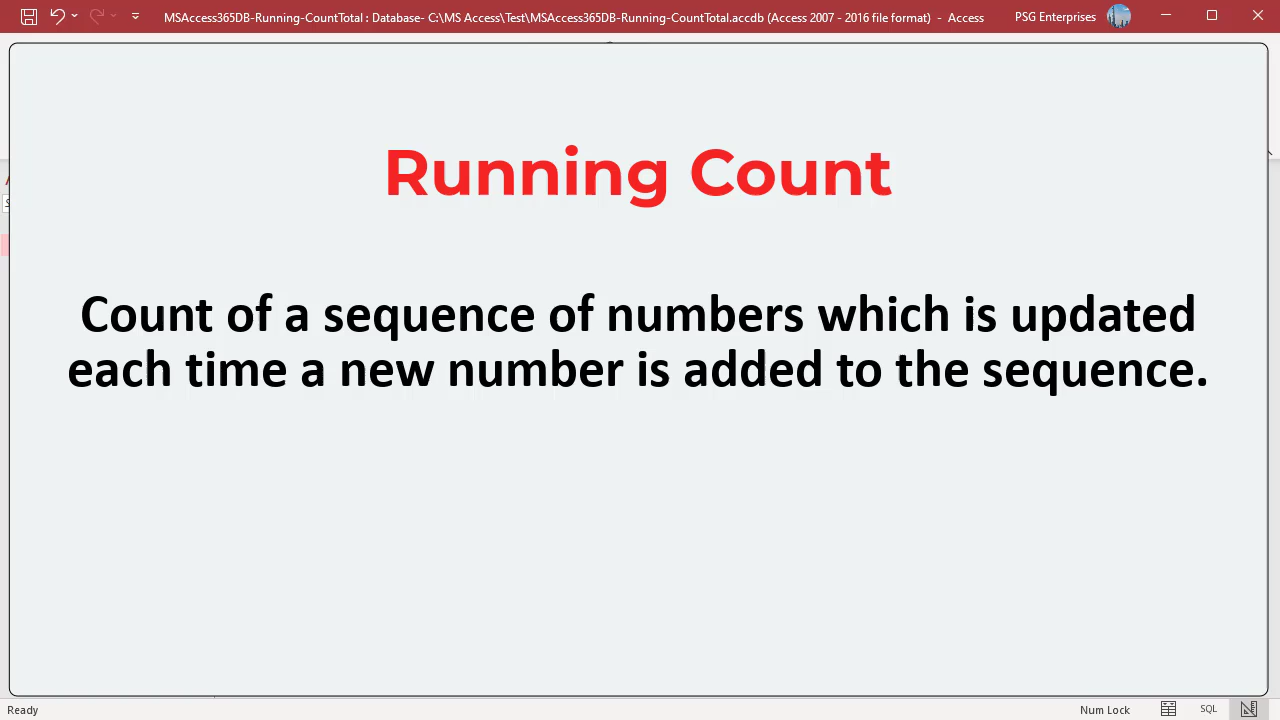 MSAccess365DB-Running-CountTotal : Database- C:\MS Access\Test\MSAccess365DB-Running-CountTotal.accdb (Access 2007 - 2016 file format) - Access
PSG Enterprises
Running Count
Count of a sequence of numbers which is updated
each time a new number is added to the sequence.
Ready
Num Lock
SQL